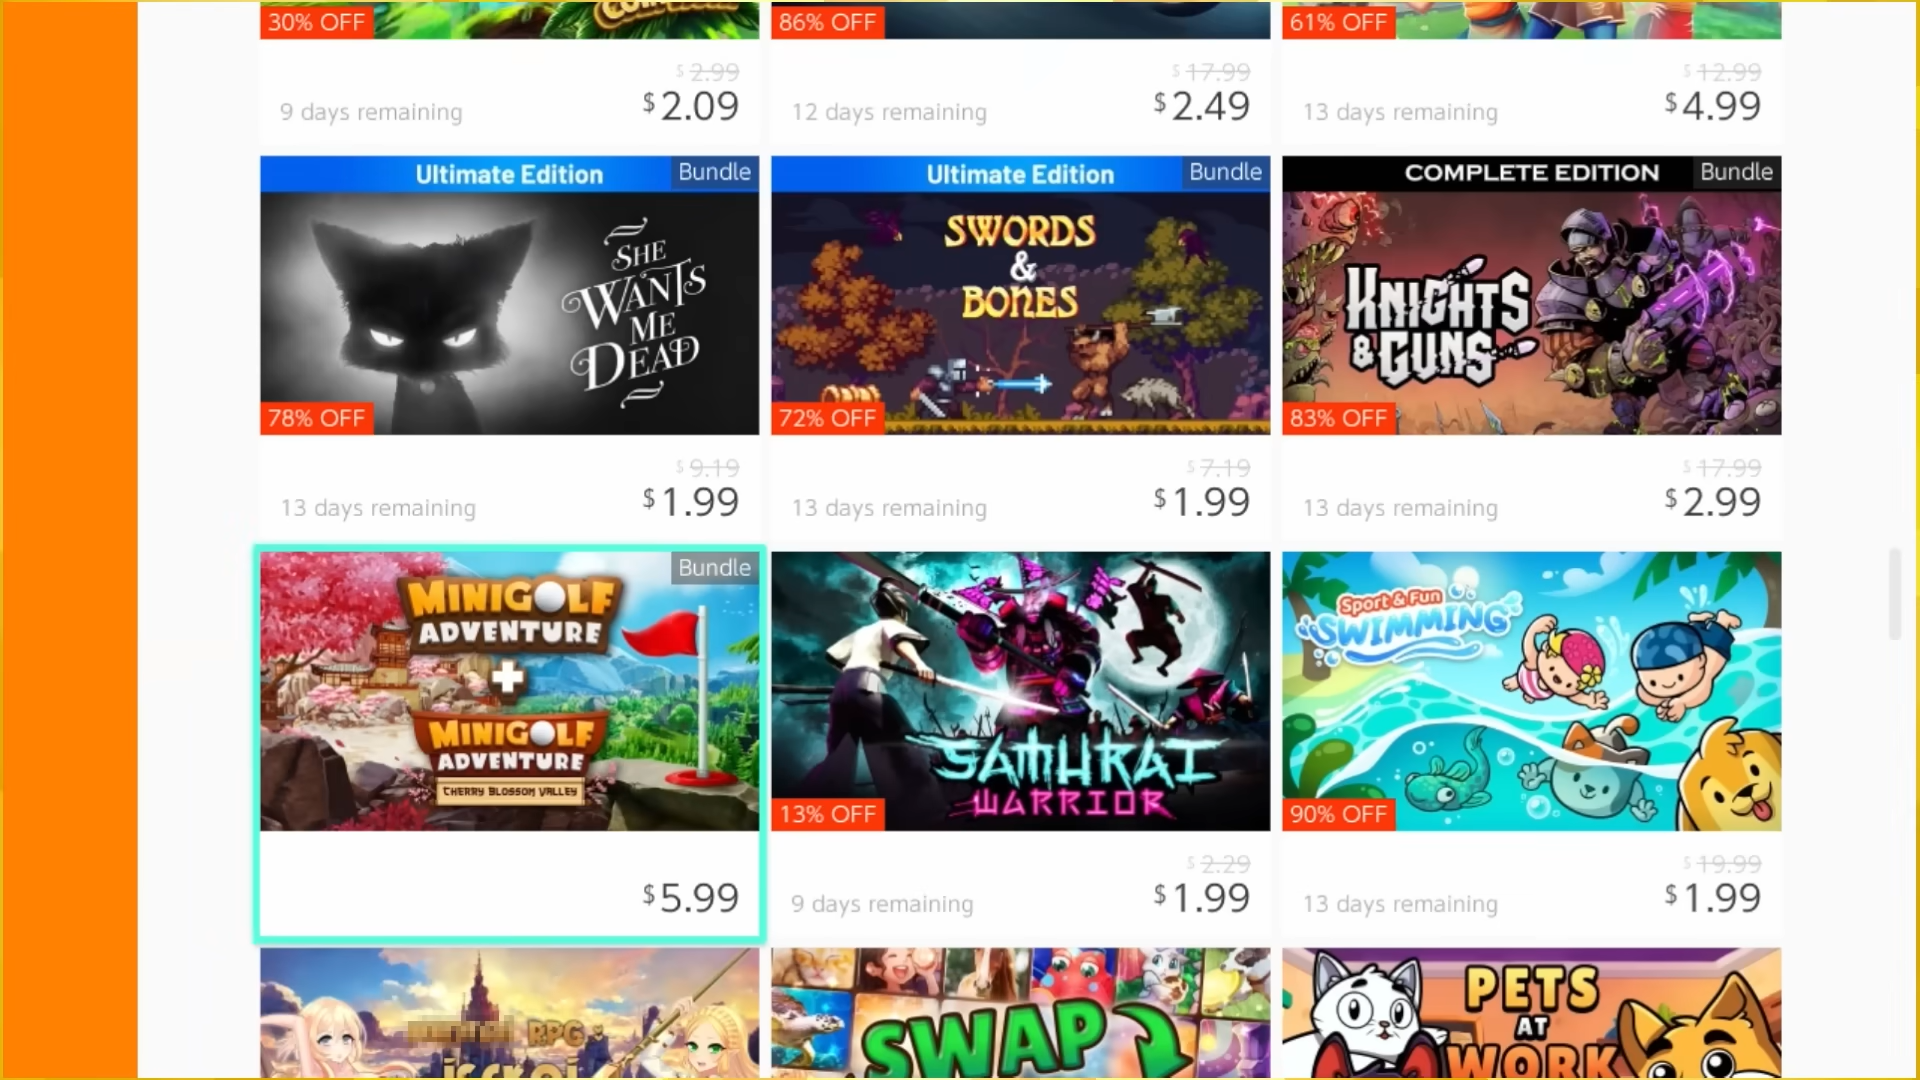 30% OFF
86% OFF
61% OFF
$2.99
$17.99
$12.99
9 days remaining
$2.09
12 days remaining
$2.49
13 days remaining
$4.99
Ultimate Edition
Bundle
Ultimate Edition
Bundle
COMPLETE EDITION
Bundle
SHE
WANTS
ME
DEAD
SWORDS
&
BONES
KNIGHTS
& GUNS
78% OFF
72% OFF
83% OFF
$9.19
$7.19
$17.99
13 days remaining
$1.99
13 days remaining
$1.99
13 days remaining
$2.99
Bundle
MINIGOLF
ADVENTURE
+
MINIGOLF
ADVENTURE
CHERRY BLOSSOM VALLEY
SAMURAI
WARRIOR
Sport & Fun
SWIMMING
13% OFF
90% OFF
$2.29
$19.99
$5.99
9 days remaining
$1.99
13 days remaining
$1.99
RPG
SWAP
PETS
AT
WORK